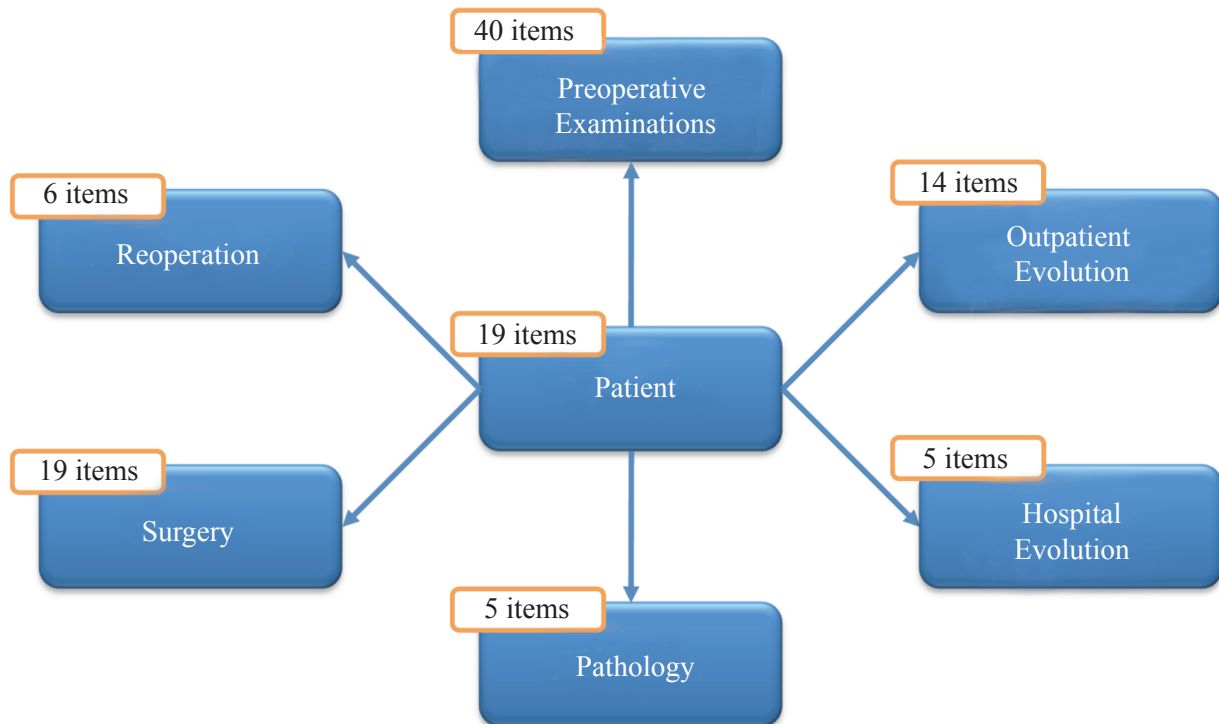 40 items
Preoperative
Examinations
6 items
Reoperation
14 items
Outpatient
Evolution
19 items
Patient
19 items
Surgery
5 items
Hospital
Evolution
5 items
Pathology